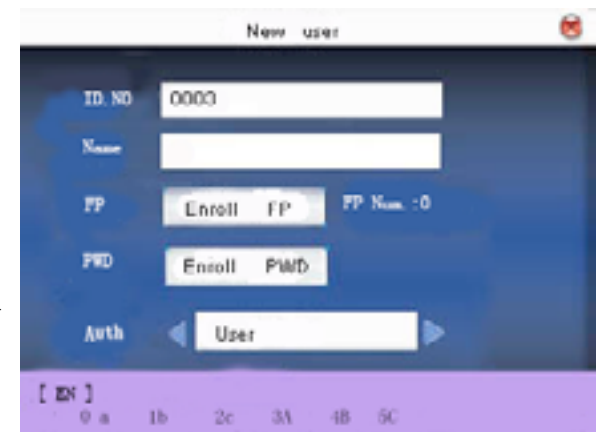 New user
ID. NO 0003
Name
FP Enroll FP FP Num. :0
PWD Enroll PWD
Auth User
[ EN ]
0 a 1b 2c 3A 4B 5C